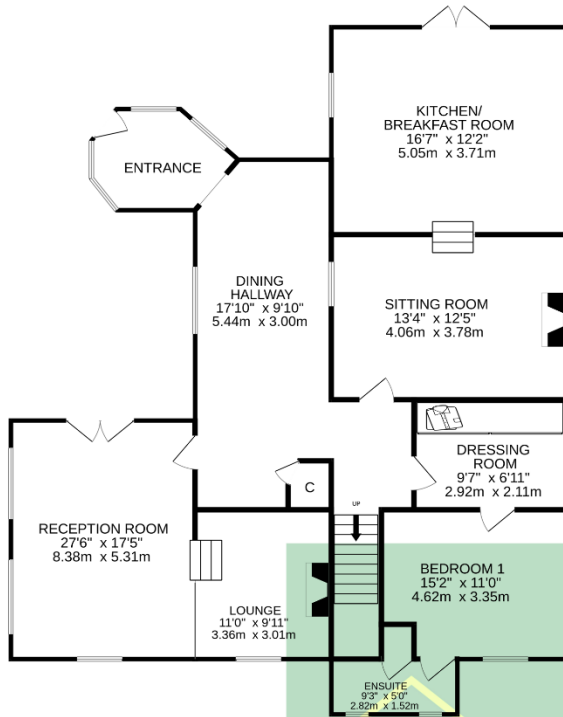 KITCHEN/
BREAKFAST ROOM
16'7" x 12'2"
5.05m x 3.71m
ENTRANCE
DINING
HALLWAY
17'10" x 9'10"
5.44m x 3.00m
SITTING ROOM
13'4" x 12'5"
4.06m x 3.78m
DRESSING
ROOM
9'7" x 6'11"
2.92m x 2.11m
C
UP
RECEPTION ROOM
27'6" x 17'5"
8.38m x 5.31m
BEDROOM 1
15'2" x 11'0"
4.62m x 3.35m
LOUNGE
11'0" x 9'11"
3.36m x 3.01m
ENSUITE
9'3" x 5'0"
2.82m x 1.52m